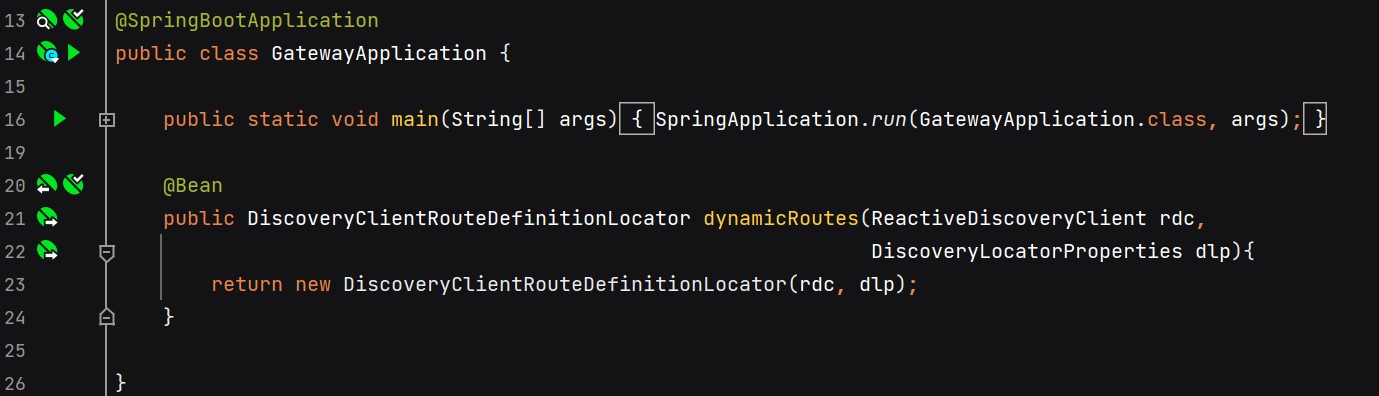 13 @SpringBootApplication
14 public class GatewayApplication {
15
16 public static void main(String[] args) { SpringApplication.run(GatewayApplication.class, args); }
19
20 @Bean
21 public DiscoveryClientRouteDefinitionLocator dynamicRoutes(ReactiveDiscoveryClient rdc,
22 DiscoveryLocatorProperties dlp){
23 return new DiscoveryClientRouteDefinitionLocator(rdc, dlp);
24 }
25
26 }